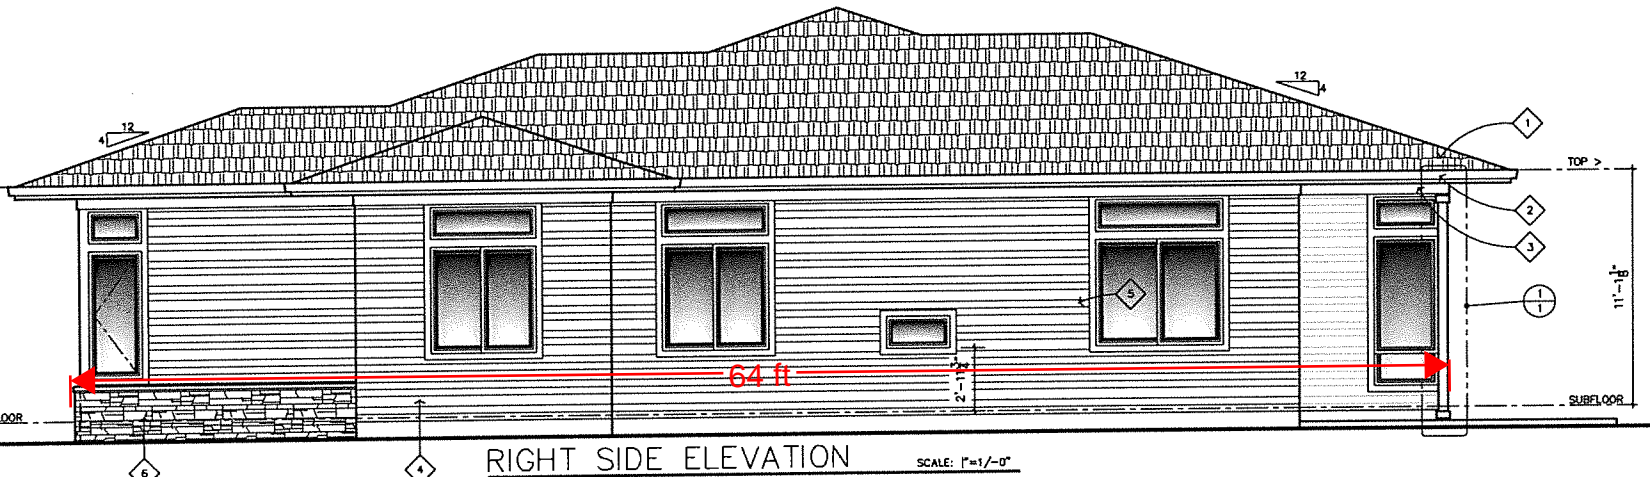 12
4
12
4
1
TOP >
2
3
5
11'-1 1/8"
1
1
64 ft
2'-11
SUBFLOOR
OOR
6
4
RIGHT SIDE ELEVATION
SCALE: 1"=1/-0"